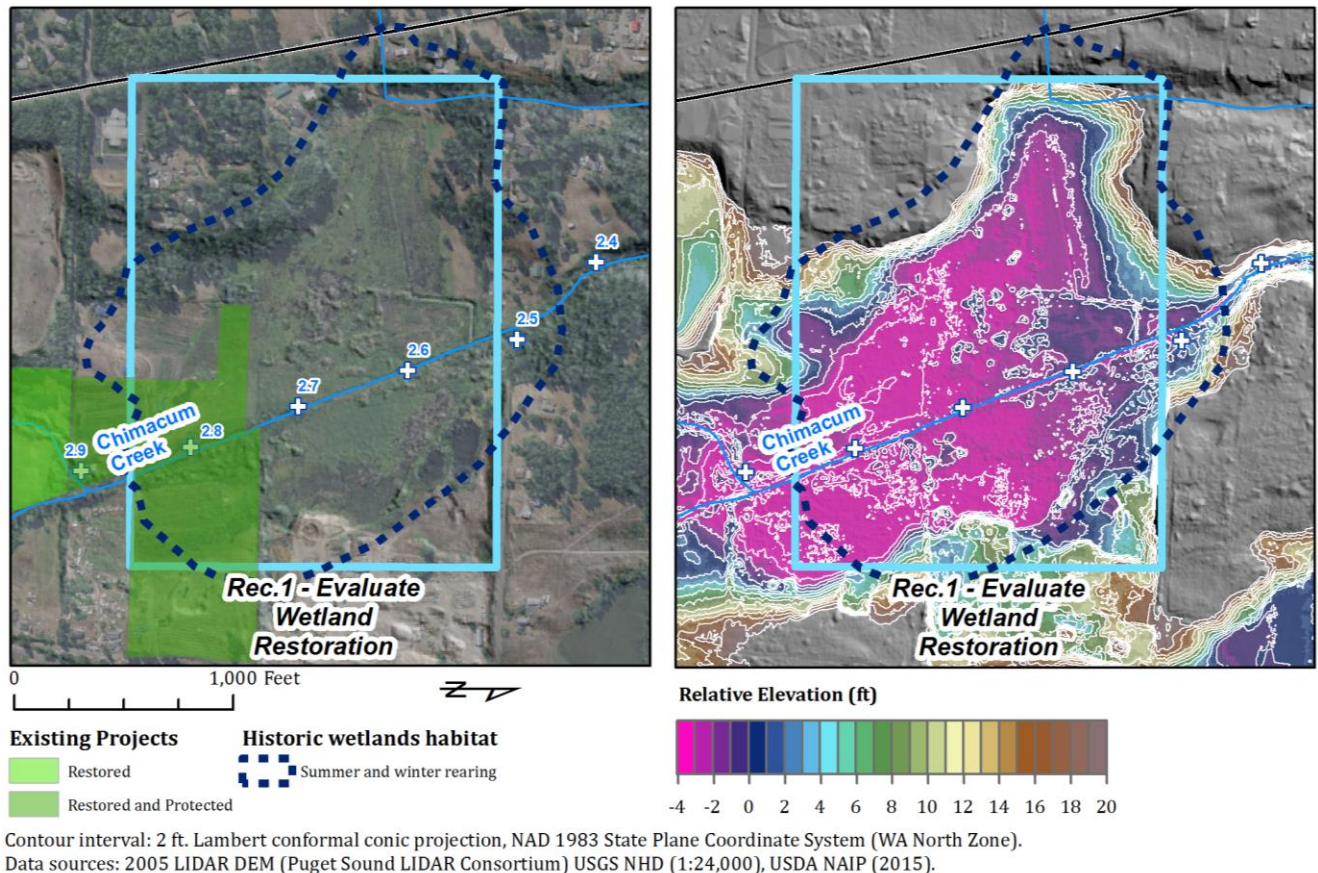 2.4
2.5
2.6
2.7
2.8
2.9
Chimacum
Creek
Rec.1 - Evaluate
Wetland
Restoration
Chimacum
Creek
Rec.1 - Evaluate
Wetland
Restoration
0 1,000 Feet
N
Existing Projects
Restored
Restored and Protected
Historic wetlands habitat
Summer and winter rearing
Relative Elevation (ft)
-4 -2 0 2 4 6 8 10 12 14 16 18 20
Contour interval: 2 ft. Lambert conformal conic projection, NAD 1983 State Plane Coordinate System (WA North Zone).
Data sources: 2005 LIDAR DEM (Puget Sound LIDAR Consortium) USGS NHD (1:24,000), USDA NAIP (2015).